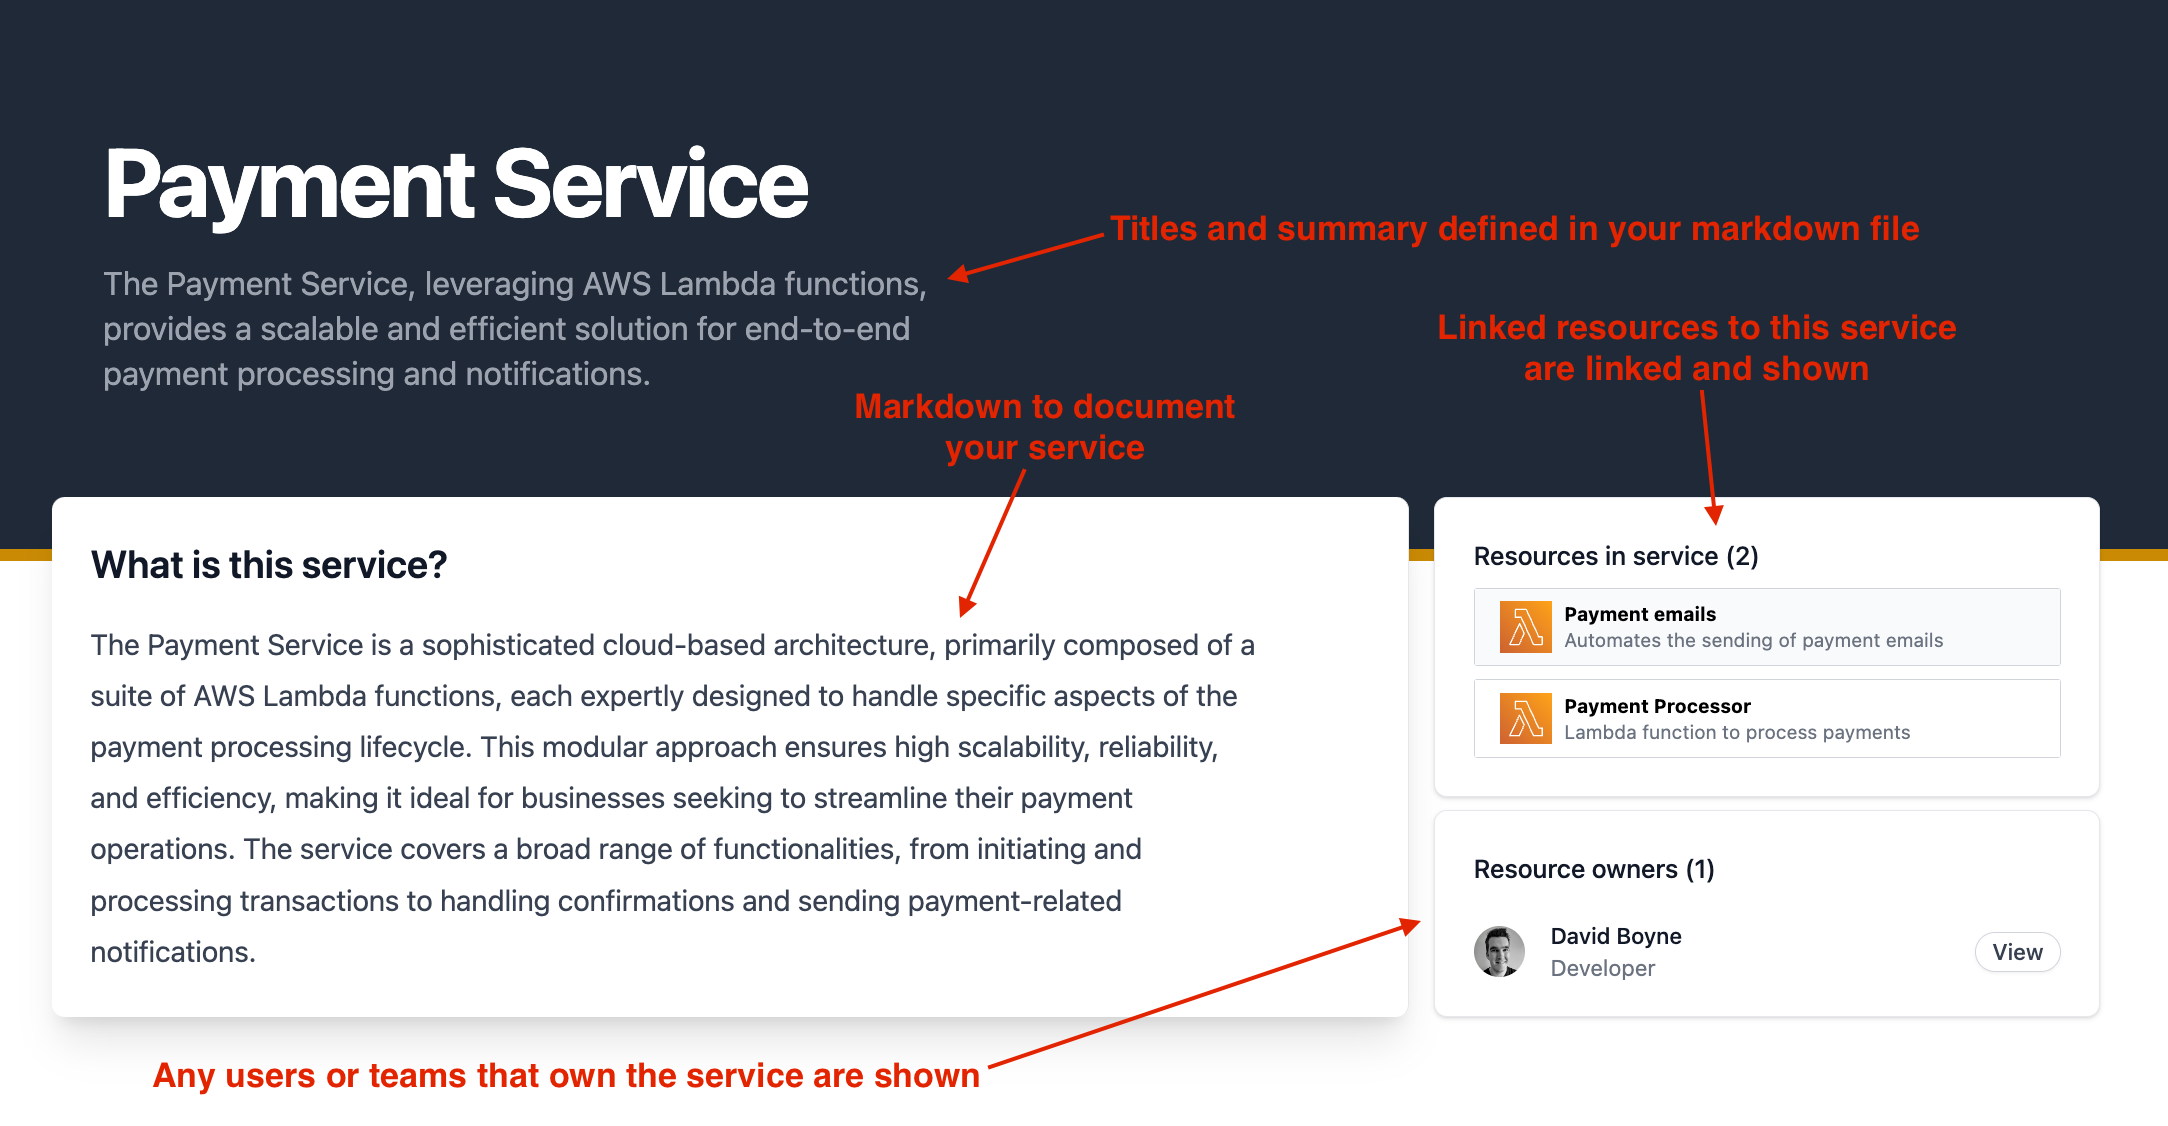 Payment Service
Titles and summary defined in your markdown file
The Payment Service, leveraging AWS Lambda functions,
provides a scalable and efficient solution for end-to-end
payment processing and notifications.
Linked resources to this service
are linked and shown
Markdown to document
your service
What is this service?
The Payment Service is a sophisticated cloud-based architecture, primarily composed of a
suite of AWS Lambda functions, each expertly designed to handle specific aspects of the
payment processing lifecycle. This modular approach ensures high scalability, reliability,
and efficiency, making it ideal for businesses seeking to streamline their payment
operations. The service covers a broad range of functionalities, from initiating and
processing transactions to handling confirmations and sending payment-related
notifications.
Resources in service (2)
Payment emails
Automates the sending of payment emails
Payment Processor
Lambda function to process payments
Resource owners (1)
David Boyne
Developer
View
Any users or teams that own the service are shown